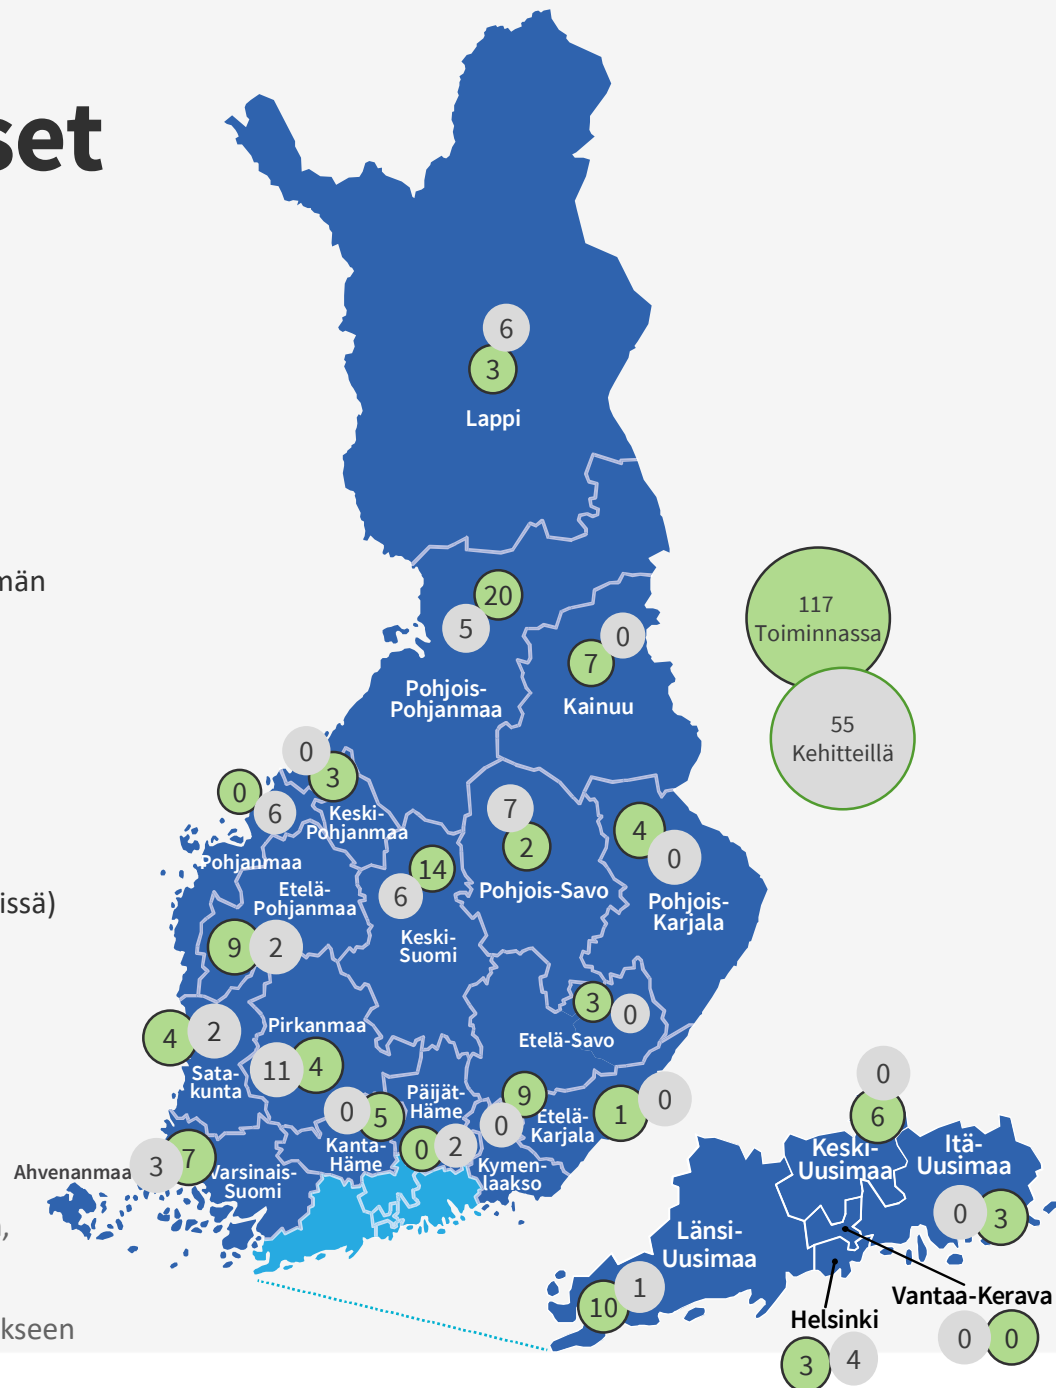 set
6
3
Lappi
män
20
5
0
7
Pohjois-
Pohjanmaa
Kainuu
117
Toiminnassa
55
Kehitteillä
0
3
0
6
Keski-
Pohjanmaa
Pohjanmaa
7
2
4
0
14
6
Etelä-
Pohjanmaa
Pohjois-Savo
Pohjois-
Karjala
issä)
Keski-
Suomi
9
2
3
0
Etelä-Savo
4
2
Pirkanmaa
11
4
Sata-
kunta
Päijät-
Häme
0
5
9
0
Etelä-
Karjala
1
0
Kanta-
Häme
0
2
Kymen-
laakso
Ahvenanmaa
3
7
Varsinais-
Suomi
0
6
Keski-
Uusimaa
Itä-
Uusimaa
0
3
Länsi-
Uusimaa
,
10
1
Vantaa-Kerava
0
0
Helsinki
3
4
kseen